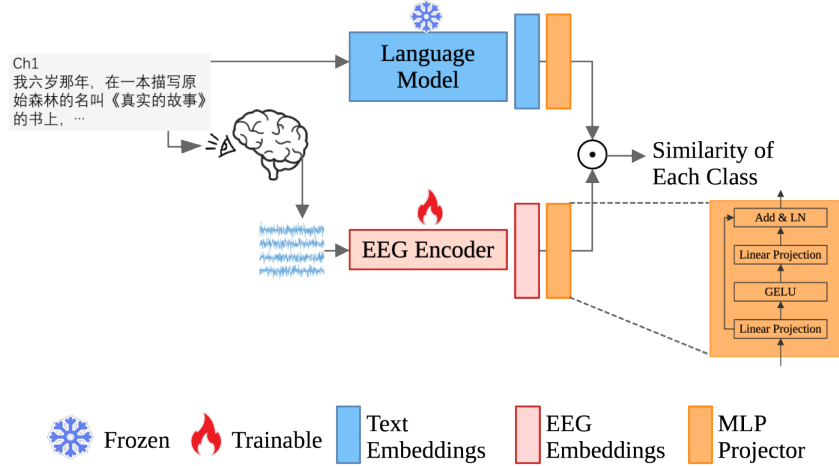 Ch1
我六岁那年，在一本描写原
始森林的名叫《真实的故事》
的书上，…
Language
Model
Similarity of
Each Class
EEG Encoder
Add & LN
Linear Projection
GELU
Linear Projection
Frozen
Trainable
Text
Embeddings
EEG
Embeddings
MLP
Projector